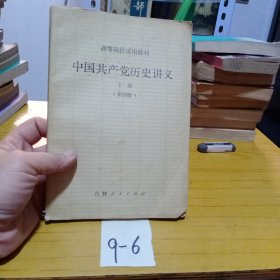 高等院校试用教材
中国共产党历史讲义
下册
（第四版）
吉林人民出版社
9-6